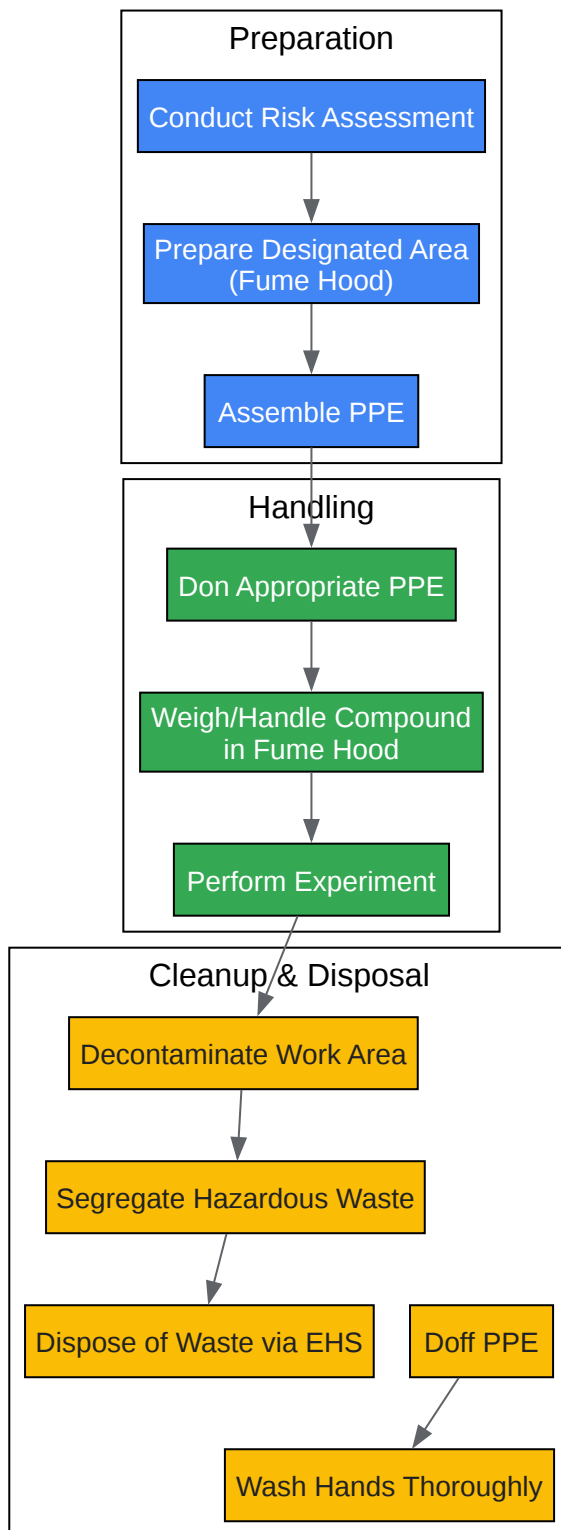 Preparation
Conduct Risk Assessment
Prepare Designated Area
(Fume Hood)
Assemble PPE
Handling
Don Appropriate PPE
Weigh/Handle Compound
in Fume Hood
Perform Experiment
Cleanup & Disposal
Decontaminate Work Area
Segregate Hazardous Waste
Dispose of Waste via EHS
Doff PPE
Wash Hands Thoroughly